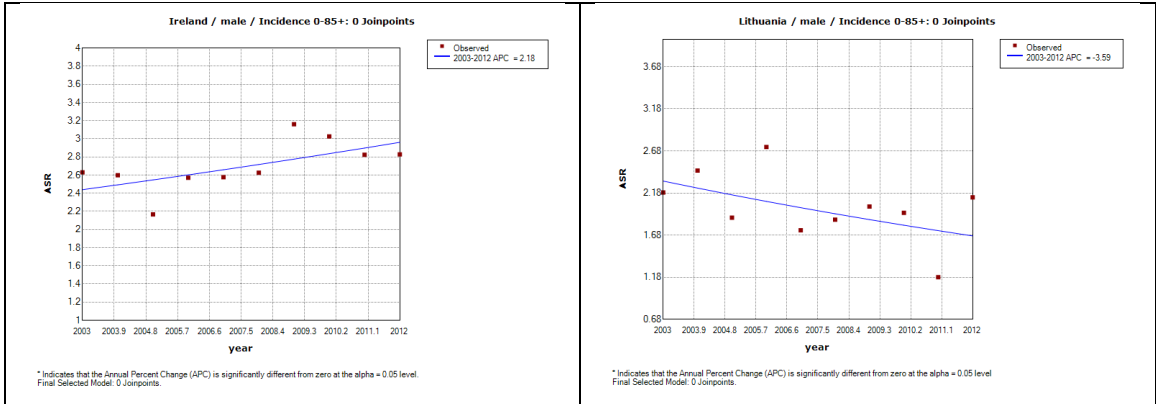 Ireland / male / Incidence 0-85+: 0 Joinpoints
Observed
2003-2012 APC = 2.18
4
3.8
3.6
3.4
3.2
3
2.8
2.6
2.4
2.2
2
1.8
1.6
1.4
1.2
1
ASR
2003 2003.9 2004.8 2005.7 2006.6 2007.5 2008.4 2009.3 2010.2 2011.1 2012
year
* Indicates that the Annual Percent Change (APC) is significantly different from zero at the alpha = 0.05 level.
Final Selected Model: 0 Joinpoints.
Lithuania / male / Incidence 0-85+: 0 Joinpoints
Observed
2003-2012 APC = -3.59
3.68
3.18
2.68
2.18
1.68
1.18
0.68
ASR
2003 2003.9 2004.8 2005.7 2006.6 2007.5 2008.4 2009.3 2010.2 2011.1 2012
year
* Indicates that the Annual Percent Change (APC) is significantly different from zero at the alpha = 0.05 level
Final Selected Model: 0 Joinpoints.